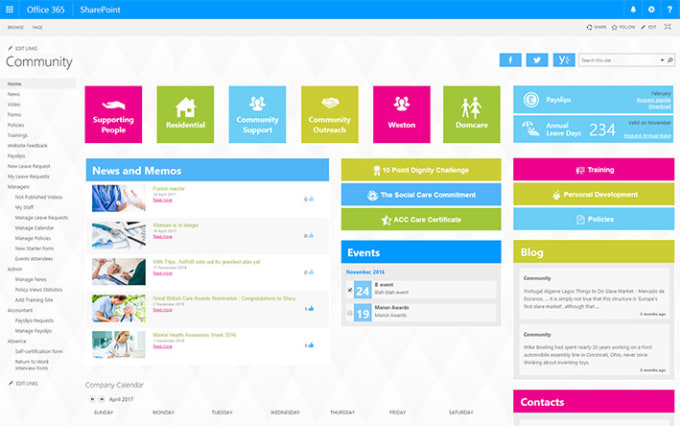 Office 365
SharePoint
BROWSE
PAGE
SHARE
FOLLOW
EDIT
EDIT LINKS
Community
Search this site
Home
News
Video
Forms
Policies
Trainings
Website Feedback
Payslips
New Leave Request
My Leave Requests
Managers
Not Published Videos
My Staff
Manage Leave Requests
Manage Calendar
Manage Policies
New Starter Form
Events Attendees
Admin
Manage News
Policy Views Statistics
Add Training Site
Accountant
Payslips Requests
Manage Payslips
Absence
Self-certification form
Return to Work
Interview Form
EDIT LINKS
Supporting
People
Residential
Community
Support
Community
Outreach
Weston
Domcare
Payslips
February
Request payslip
Download
Annual
Leave Days
234
Valid on November
Request Annual leave
News and Memos
Fusion reactor
18 April 2017
Read more
0
Vietnam is in danger
18 April 2017
Read more
0
With Trips, AirBnB sets out its grandest plan yet
17 November 2016
Read more
0
Great British Care Awards Nomination : Congratulations to Stacy
2 November 2016
Read more
0
Mental Health Awareness Week 2016
1 November 2016
Read more
0
10 Point Dignity Challenge
The Social Care Commitment
ACC Care Certificate
Training
Personal Development
Policies
Events
November, 2016
24
B event
blah blah event
19
Manor Awards
Manor Awards
Blog
Community
Portugal Algarve Lagos Things to Do Slave Market - Mercado de
Escravos. ... It is simply not true that this structure is 'Europe's
first slave market', although that ...
5 months ago
Community
Mike Boeling had spent nearly 20 years working on a Ford
automobile assembly line in Cincinnati, Ohio, never once
thinking about inventing toys.
6 months ago
Contacts
Company Calendar
April 2017
SUNDAY
MONDAY
TUESDAY
WEDNESDAY
THURSDAY
FRIDAY
SATURDAY